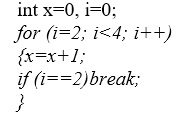 int x=0, i=0;
for (i=2; i<4; i++)
{x=x+1;
if (i==2)break;
}